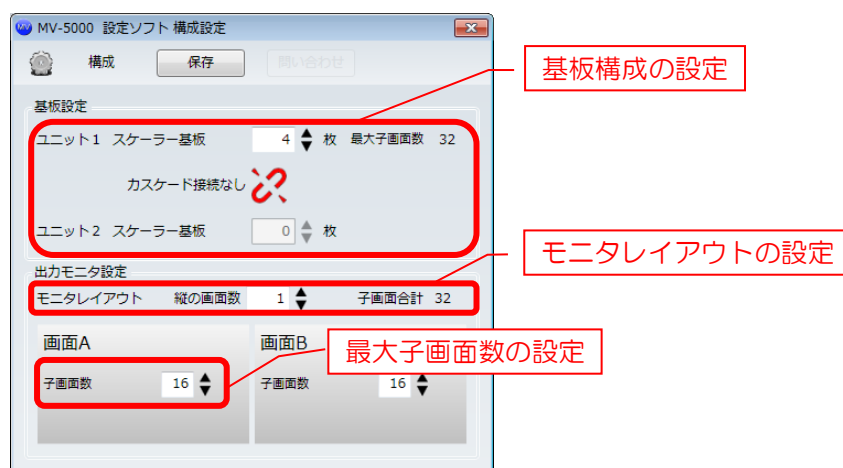 MV-5000 設定ソフト 構成設定
構成 保存 問い合わせ
基板構成の設定
基板設定
ユニット1 スケーラー基板 4 枚 最大子画面数 32
カスケード接続なし
ユニット2 スケーラー基板 0 枚
モニタレイアウトの設定
出力モニタ設定
モニタレイアウト 縦の画面数 1 子画面合計 32
画面A 画面B
最大子画面数の設定
子画面数 16 子画面数 16